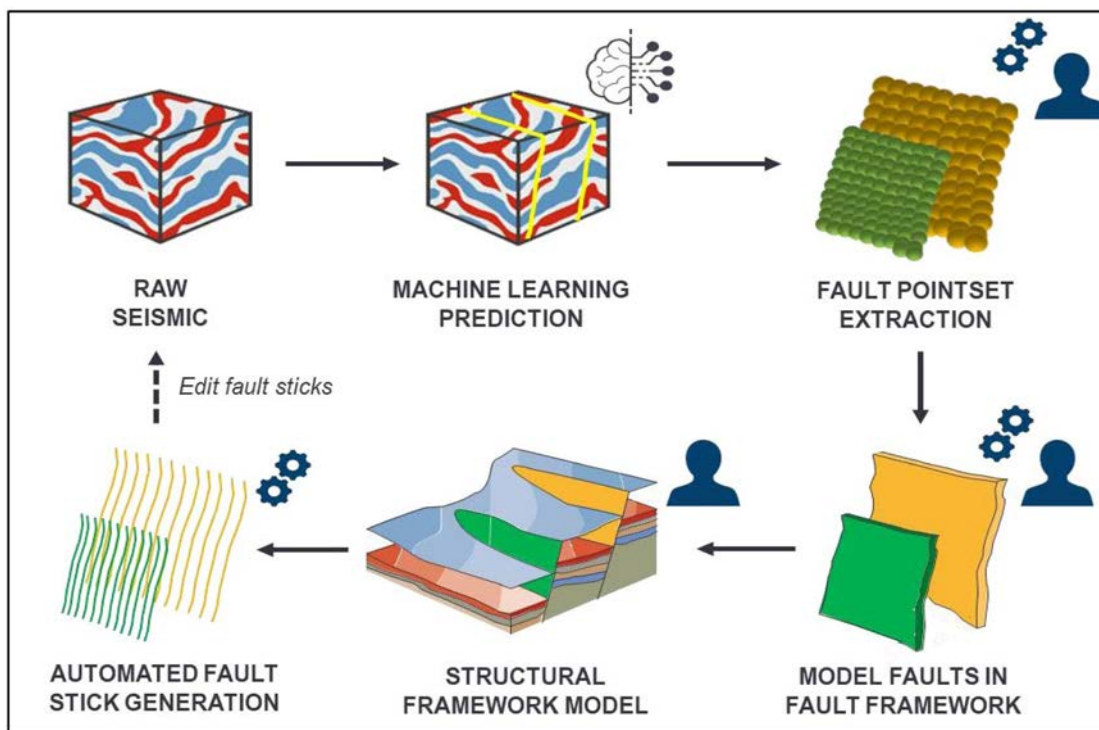 RAW
SEISMIC
MACHINE LEARNING
PREDICTION
FAULT POINTSET
EXTRACTION
Edit fault sticks
AUTOMATED FAULT
STICK GENERATION
STRUCTURAL
FRAMEWORK MODEL
MODEL FAULTS IN
FAULT FRAMEWORK